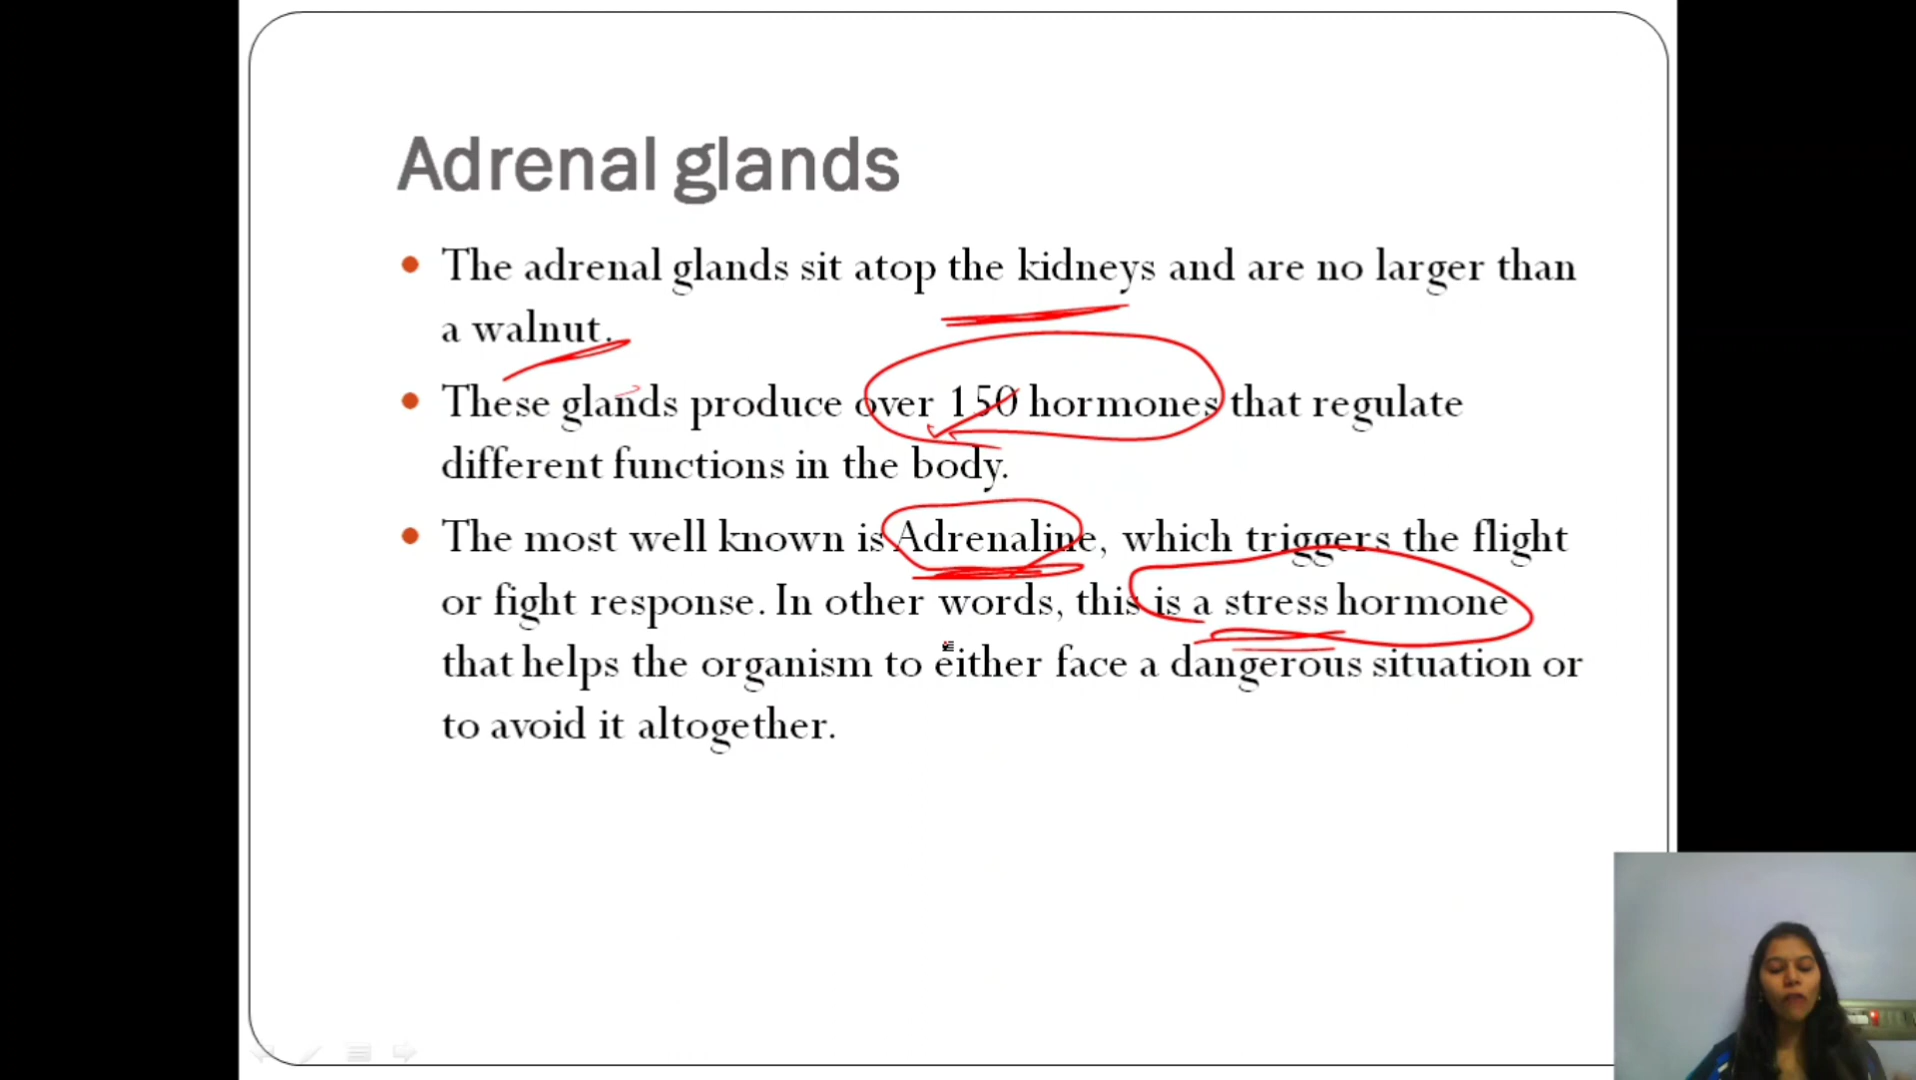 Adrenal glands
The adrenal glands sit atop the kidneys and are no larger than
a walnut.
These glands produce over 150 hormones that regulate
different functions in the body.
The most well known is Adrenaline, which triggers the flight
or fight response. In other words, this is a stress hormone
that helps the organism to either face a dangerous situation or
to avoid it altogether.